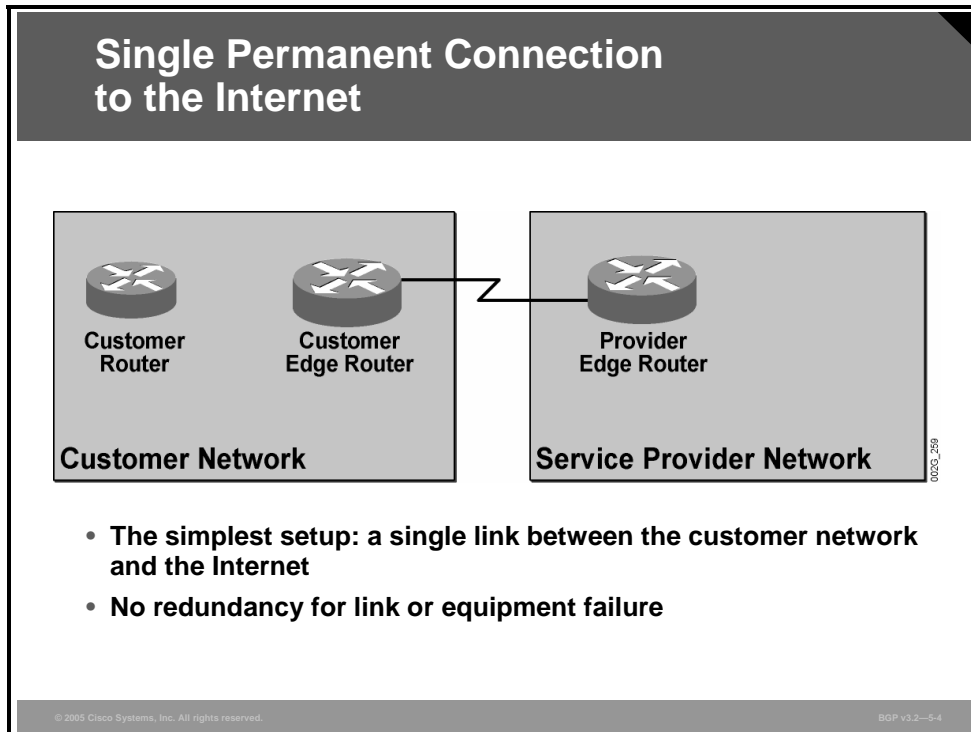 Single Permanent Connection
to the Internet
Customer
Router
Customer
Edge Router
Provider
Edge Router
Customer Network
Service Provider Network
002G_259
• The simplest setup: a single link between the customer network
and the Internet
• No redundancy for link or equipment failure
© 2005 Cisco Systems, Inc. All rights reserved.
BGP v3.2—5-4